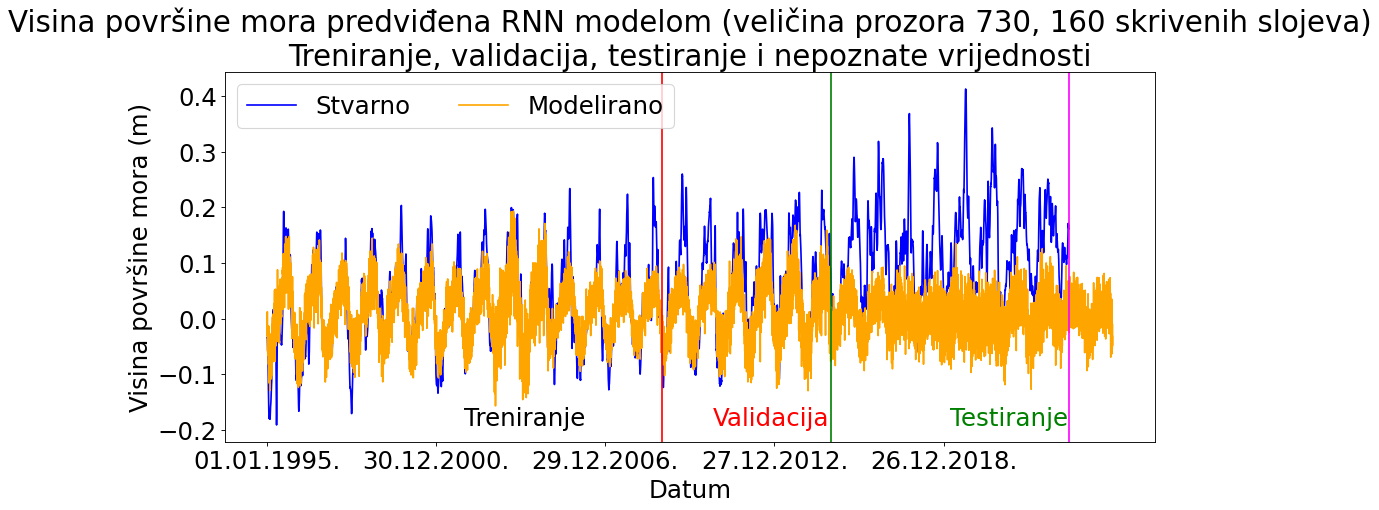 Visina površine mora predviđena RNN modelom (veličina prozora 730, 160 skrivenih slojeva)
Treniranje, validacija, testiranje i nepoznate vrijednosti
Stvarno
Modelirano
Visina površine mora (m)
0.4
0.3
0.2
0.1
0.0
−0.1
−0.2
Treniranje
Validacija
Testiranje
01.01.1995.
30.12.2000.
29.12.2006.
27.12.2012.
26.12.2018.
Datum